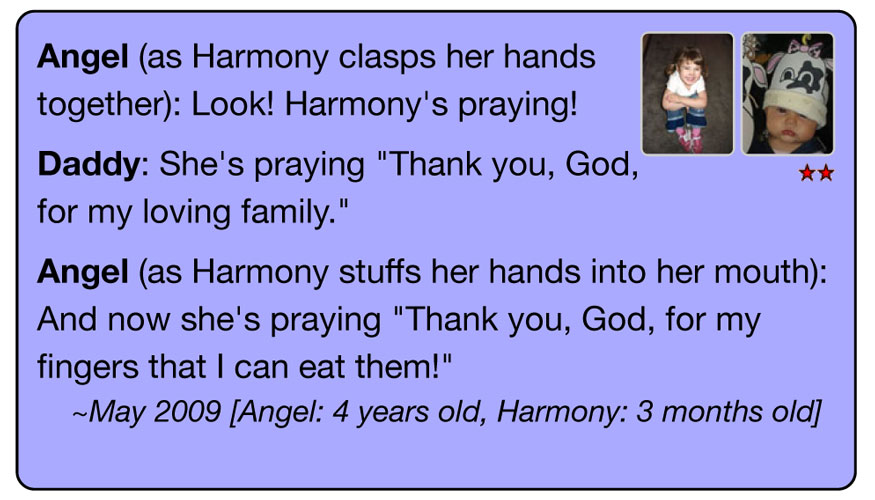 Angel (as Harmony clasps her hands
together): Look! Harmony's praying!
Daddy: She's praying "Thank you, God,
for my loving family."
Angel (as Harmony stuffs her hands into her mouth):
And now she's praying "Thank you, God, for my
fingers that I can eat them!"
~May 2009 [Angel: 4 years old, Harmony: 3 months old]